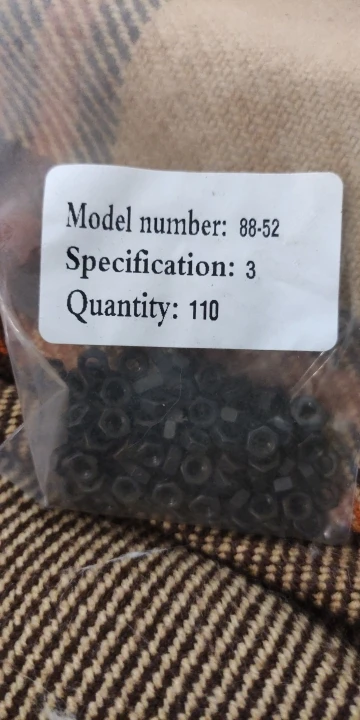 Model number: 88-52
Specification: 3
Quantity: 110